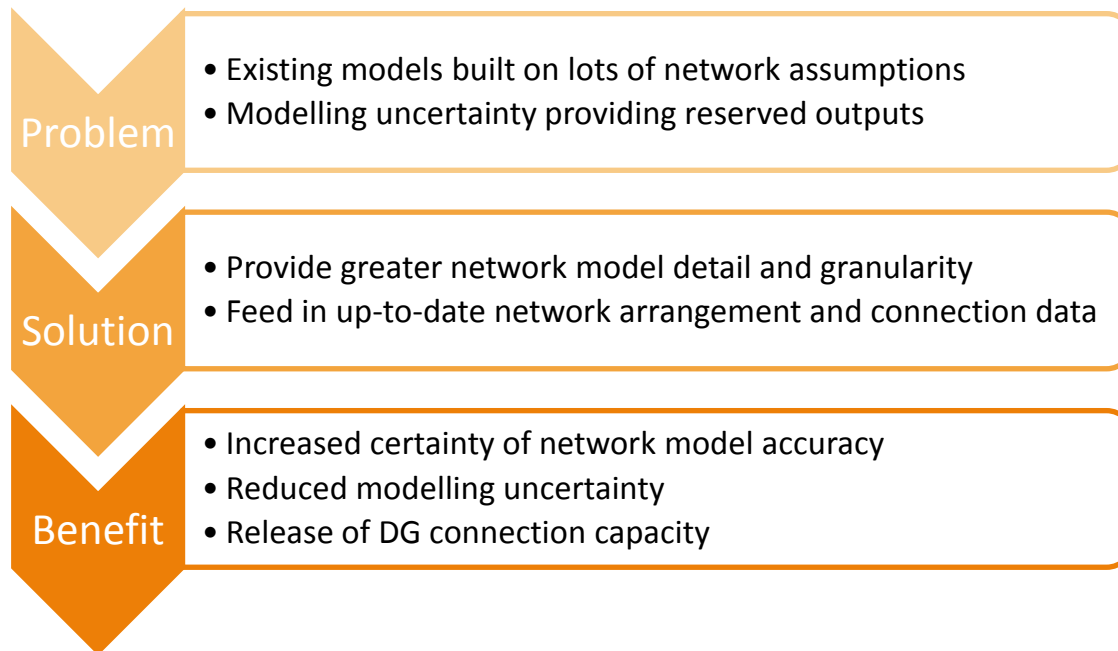 Problem
• Existing models built on lots of network assumptions
• Modelling uncertainty providing reserved outputs
Solution
• Provide greater network model detail and granularity
• Feed in up-to-date network arrangement and connection data
Benefit
• Increased certainty of network model accuracy
• Reduced modelling uncertainty
• Release of DG connection capacity